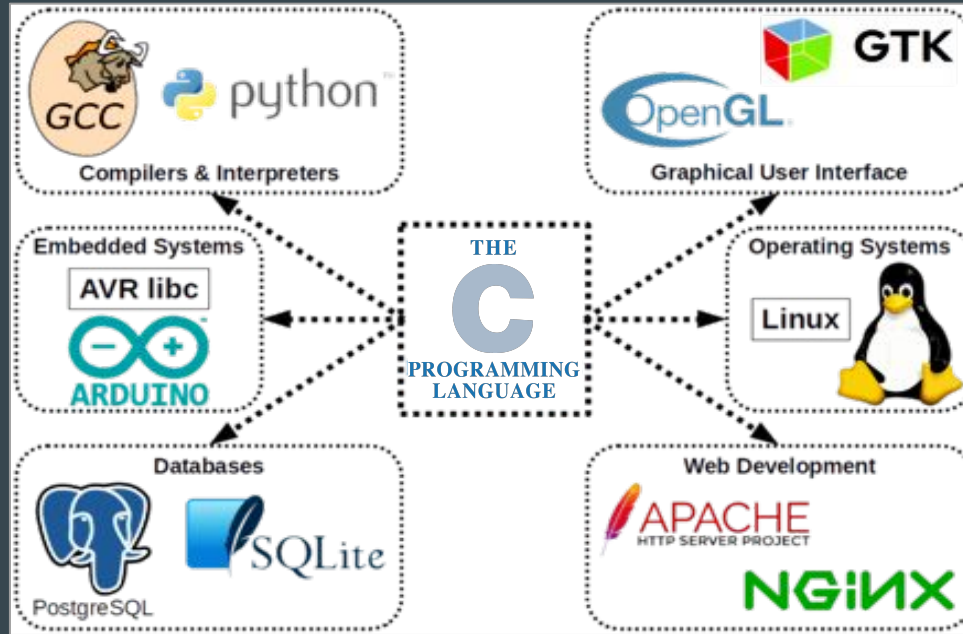 GCC
python™
Compilers & Interpreters
GTK
OpenGL®
Graphical User Interface
Embedded Systems
AVR libc
ARDUINO
THE
C
PROGRAMMING
LANGUAGE
Operating Systems
Linux
Databases
PostgreSQL
SQLite
Web Development
APACHE
HTTP SERVER PROJECT
NGiNX